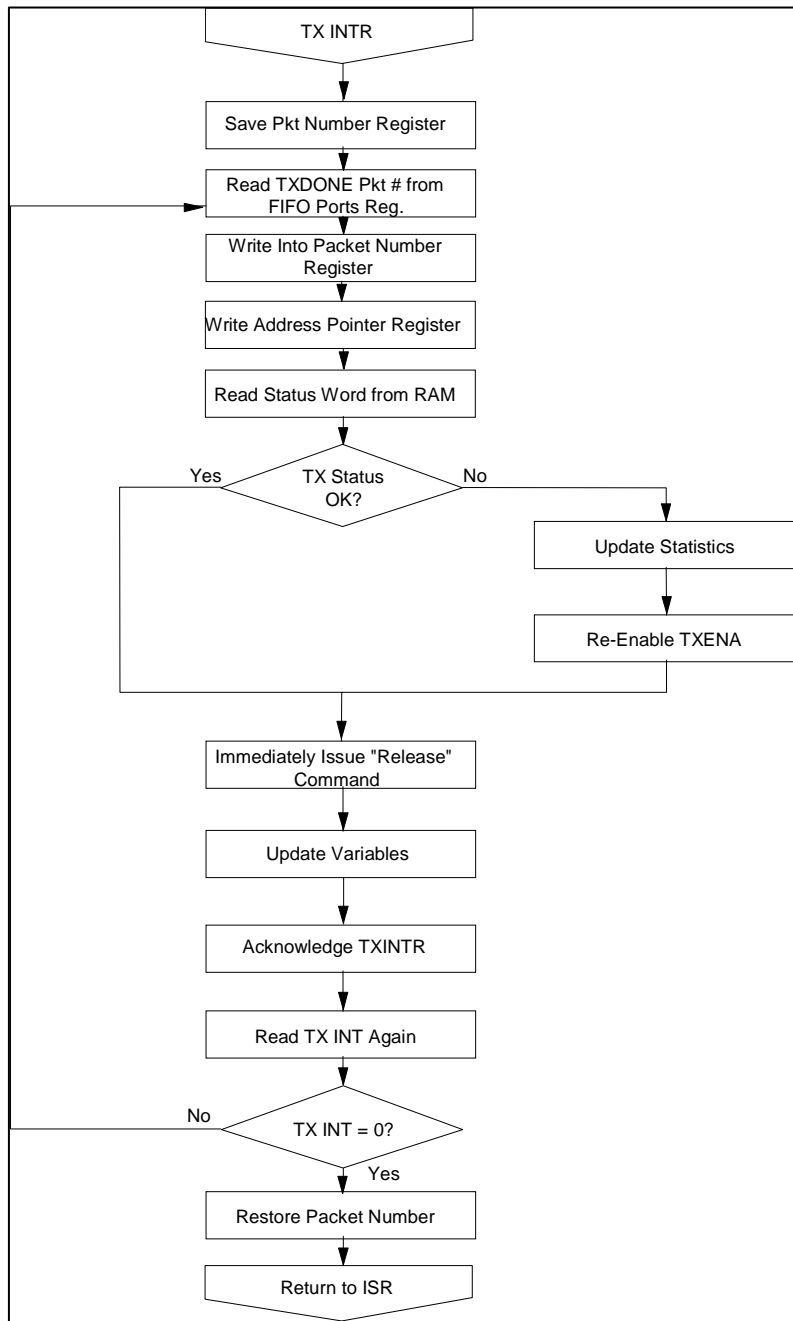 TX INTR
Save Pkt Number Register
Read TXDONE Pkt # from
FIFO Ports Reg.
Write Into Packet Number
Register
Write Address Pointer Register
Read Status Word from RAM
Yes
TX Status
OK?
No
Update Statistics
Re-Enable TXENA
Immediately Issue "Release"
Command
Update Variables
Acknowledge TXINTR
Read TX INT Again
No
TX INT = 0?
Yes
Restore Packet Number
Return to ISR